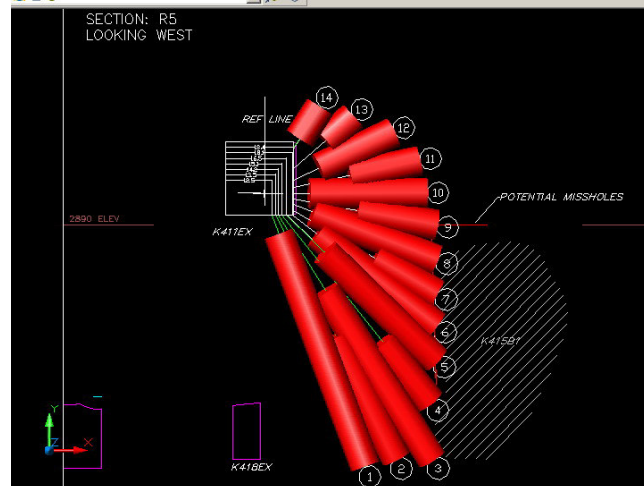 SECTION: R5
LOOKING WEST
14
13
REF LINE
12
11
10
POTENTIAL MISSHOLES
2890 ELEV
9
K411EX
8
7
6
K415B1
5
4
Y
Z
X
K418EX
1
2
3